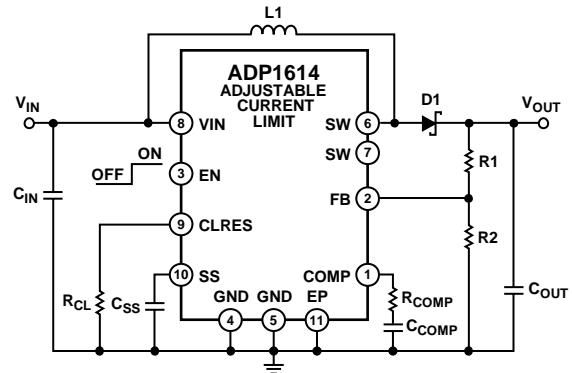 L1
ADP1614
ADJUSTABLE
CURRENT
LIMIT
VIN
VOUT
D1
8 VIN
SW 6
SW 7
ON
OFF
3 EN
FB 2
R1
R2
CIN
9 CLRES
10 SS
COMP 1
RCL
CSS
GND GND EP
4 5 11
RCOMP
CCOMP
COUT